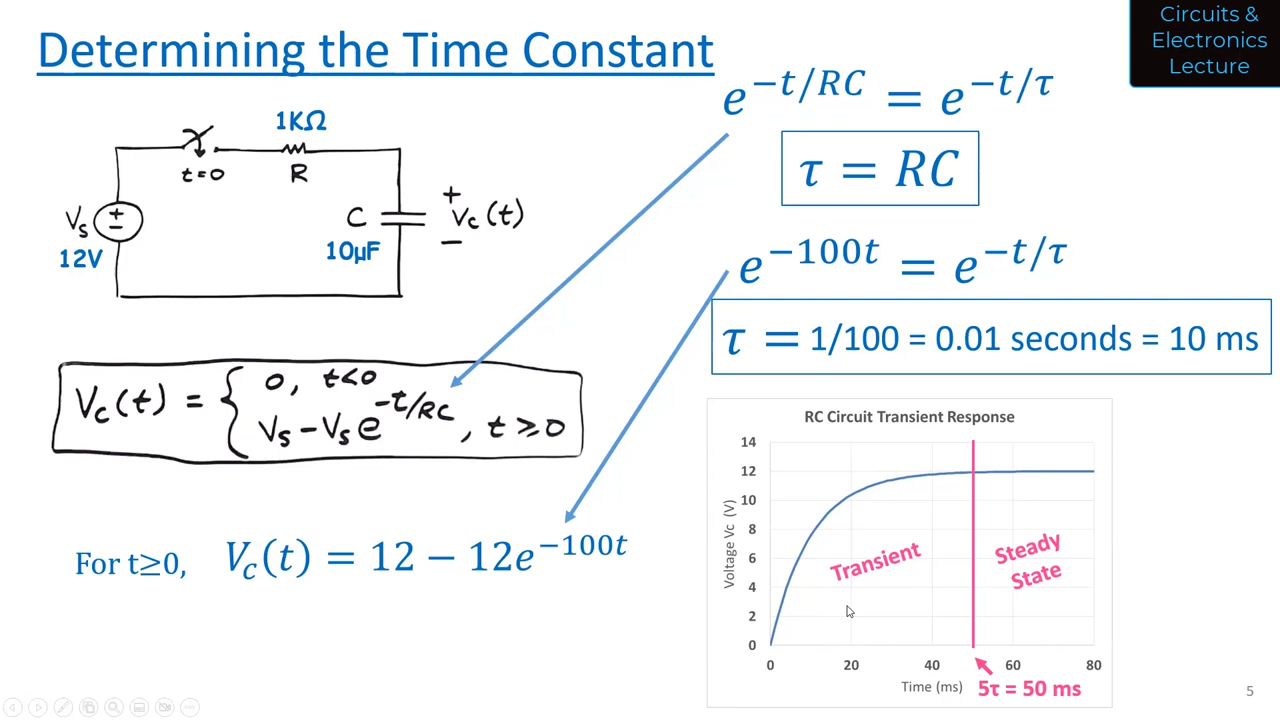 Circuits &
Electronics
Lecture
Determining the Time Constant
1KΩ
t=0
R
Vs
+
−
12V
C
10µF
+
Vc(t)
−
Vc(t) = { 0, t<0
Vs − Vs e^-t/RC, t ≥ 0
For t≥0, Vc(t) = 12 − 12e^−100t
e^−t/RC = e^−t/τ
τ = RC
e^−100t = e^−t/τ
τ = 1/100 = 0.01 seconds = 10 ms
RC Circuit Transient Response
14
12
10
8
6
4
2
0
Voltage Vc (V)
Transient
Steady
State
0 20 40 60 80
Time (ms)
5τ = 50 ms
5